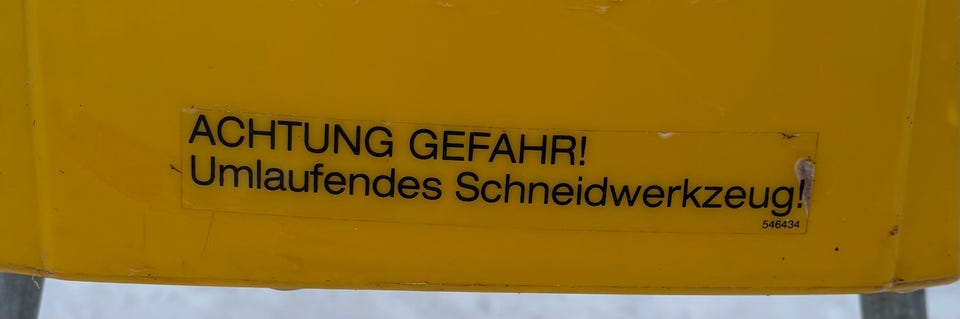 ACHTUNG GEFAHR!
Umlaufendes Schneidwerkzeug!
546434